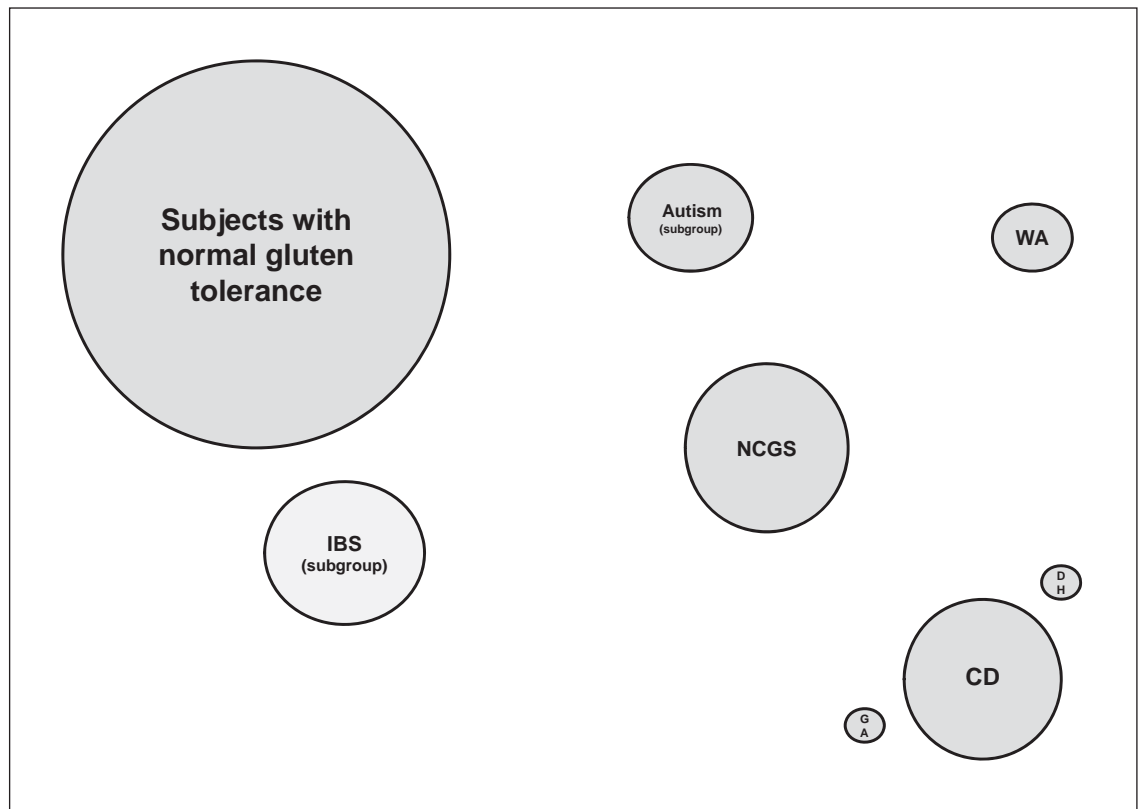 Subjects with
normal gluten
tolerance
Autism
(subgroup)
WA
NCGS
IBS
(subgroup)
D
H
CD
G
A